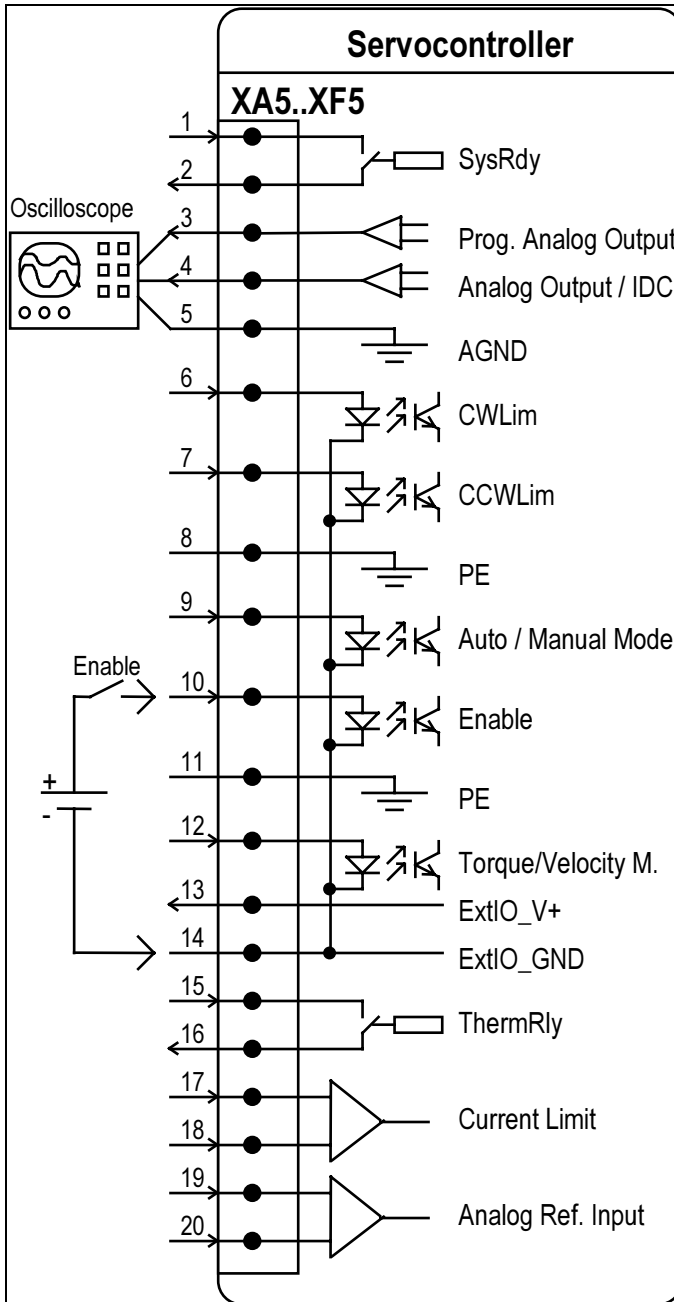 Servocontroller
XA5..XF5
1
SysRdy
2
Oscilloscope
3
Prog. Analog Output
4
Analog Output / IDC
5
AGND
6
CWLim
7
CCWLim
8
PE
9
Auto / Manual Mode
Enable
10
Enable
11
PE
+
-
12
Torque/Velocity M.
13
ExtIO_V+
14
ExtIO_GND
15
ThermRly
16
17
Current Limit
18
19
Analog Ref. Input
20